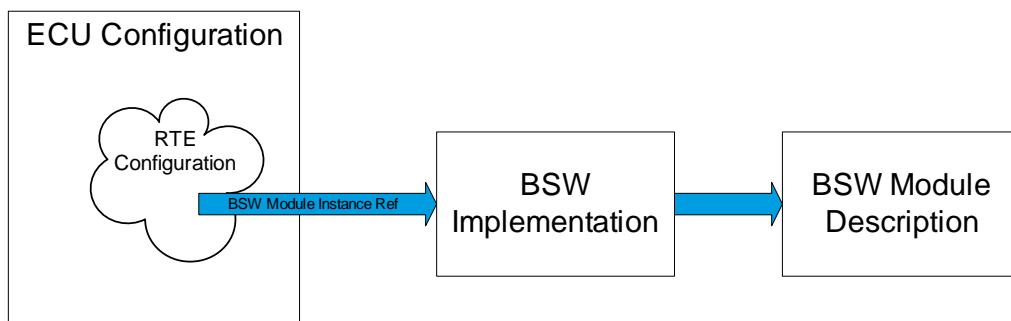 ECU Configuration
RTE
Configuration
BSW Module Instance Ref
BSW
Implementation
BSW Module
Description